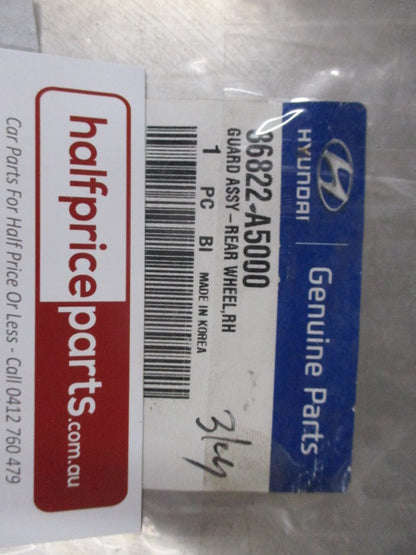 HYUNDAI
Genuine Parts
86822-A5000
GUARD ASSY-REAR WHEEL,RH
1 PC BI MADE IN KOREA
halfpriceparts.com.au
Car Parts For Half Price Or Less - Call 0412 760 479